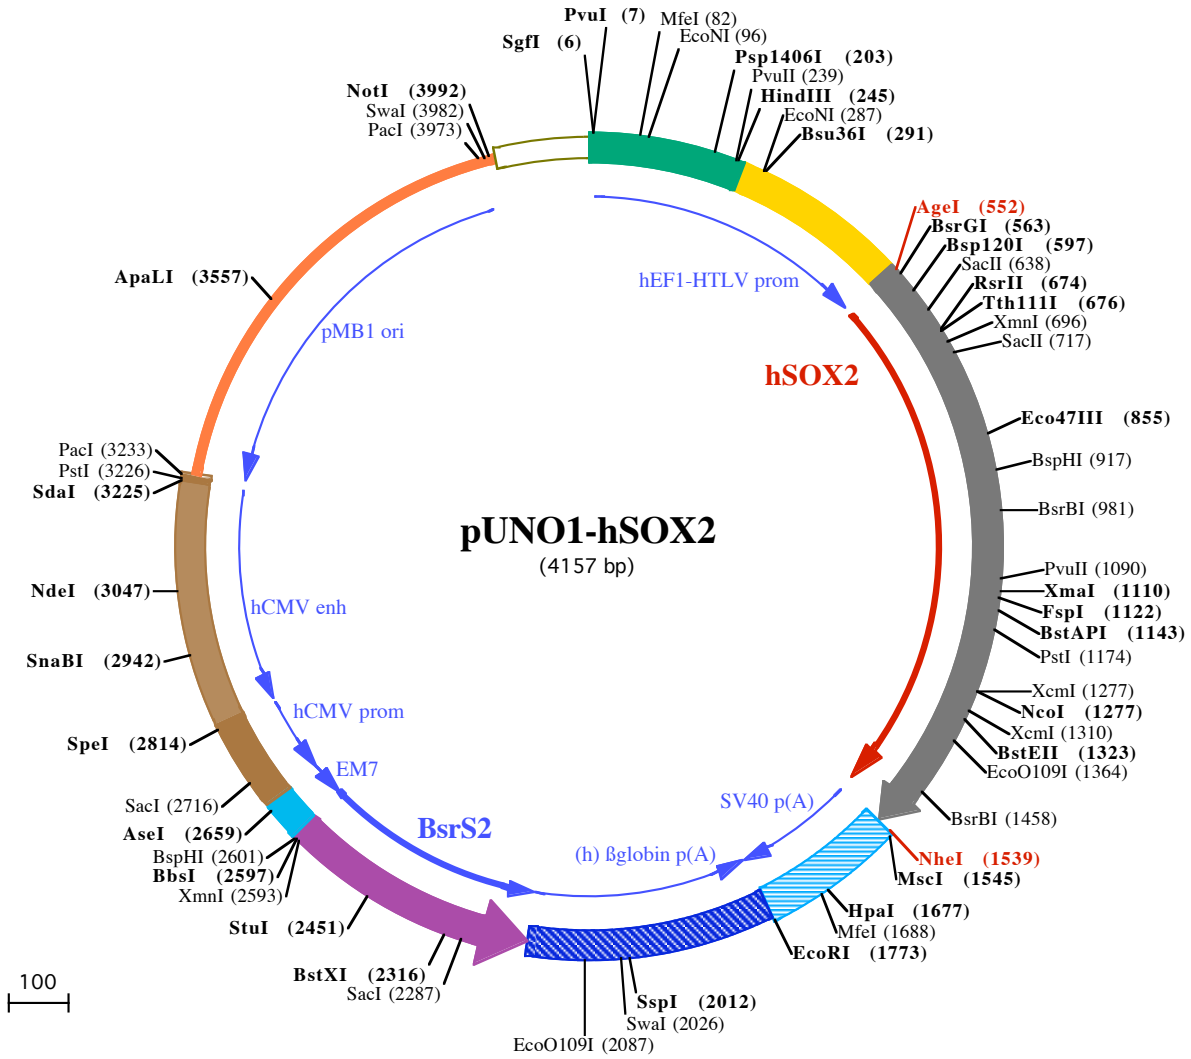 PvuI (7)
MfeI (82)
SgfI (6)
EcoNI (96)
Psp1406I (203)
PvuII (239)
HindIII (245)
EcoNI (287)
Bsu36I (291)
NotI (3992)
SwaI (3982)
PacI (3973)
AgeI (552)
BsrGI (563)
Bsp120I (597)
SacII (638)
RsrII (674)
Tth111I (676)
XmnI (696)
SacII (717)
ApaLI (3557)
hEF1-HTLV prom
pMB1 ori
hSOX2
Eco47III (855)
BspHI (917)
BsrBI (981)
PacI (3233)
PstI (3226)
SdaI (3225)
pUNO1-hSOX2
(4157 bp)
PvuII (1090)
XmaI (1110)
FspI (1122)
BstAPI (1143)
PstI (1174)
NdeI (3047)
hCMV enh
SnaBI (2942)
XcmI (1277)
NcoI (1277)
XcmI (1310)
BstEII (1323)
EcoO109I (1364)
hCMV prom
SpeI (2814)
EM7
SV40 p(A)
SacI (2716)
BsrBI (1458)
AseI (2659)
BsrS2
BspHI (2601)
BbsI (2597)
XmnI (2593)
(h) ßglobin p(A)
NheI (1539)
MscI (1545)
StuI (2451)
HpaI (1677)
MfeI (1688)
EcoRI (1773)
BstXI (2316)
SacI (2287)
100
SspI (2012)
SwaI (2026)
EcoO109I (2087)